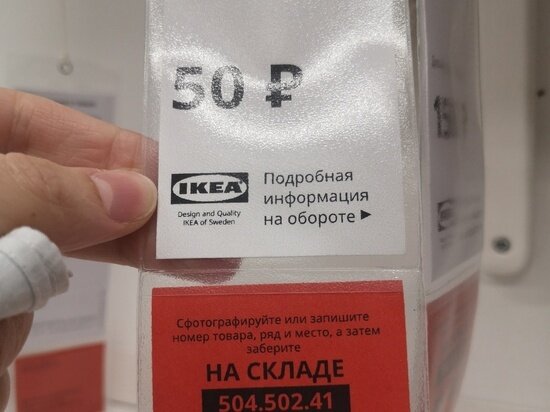 50 ₽
IKEA
Design and Quality
IKEA of Sweden
Подробная
информация
на обороте ►
Сфотографируйте или запишите
номер товара, ряд и место, а затем
заберите
НА СКЛАДЕ
504.502.41